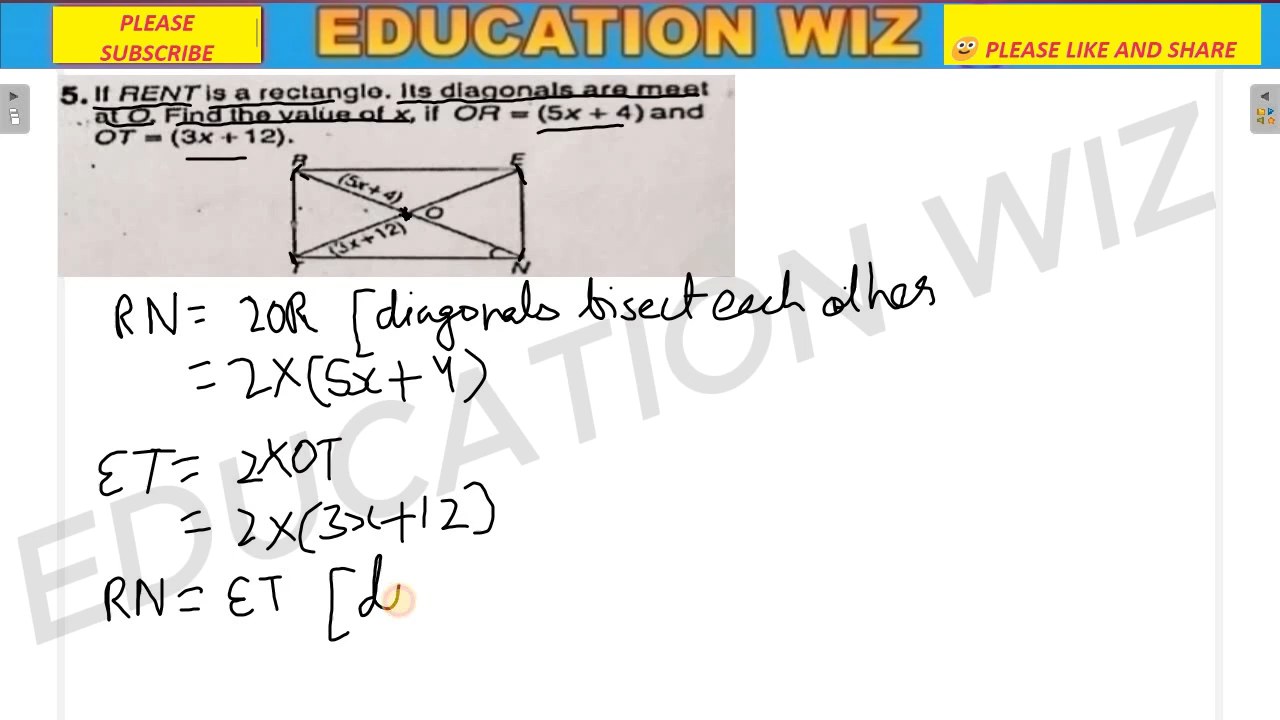 PLEASE
SUBSCRIBE
EDUCATION WIZ
PLEASE LIKE AND SHARE
5. If RENT is a rectangle. Its diagonals are meet
at O. Find the value of x, if OR = (5x + 4) and
OT = (3x + 12).
R E
(5x+4)
O
(3x+12)
T N
RN = 2OR [diagonals bisect each other
= 2X(5x+4)
ET = 2XOT
= 2X(3x+12)
RN = ET [d
EDUCATION WIZ